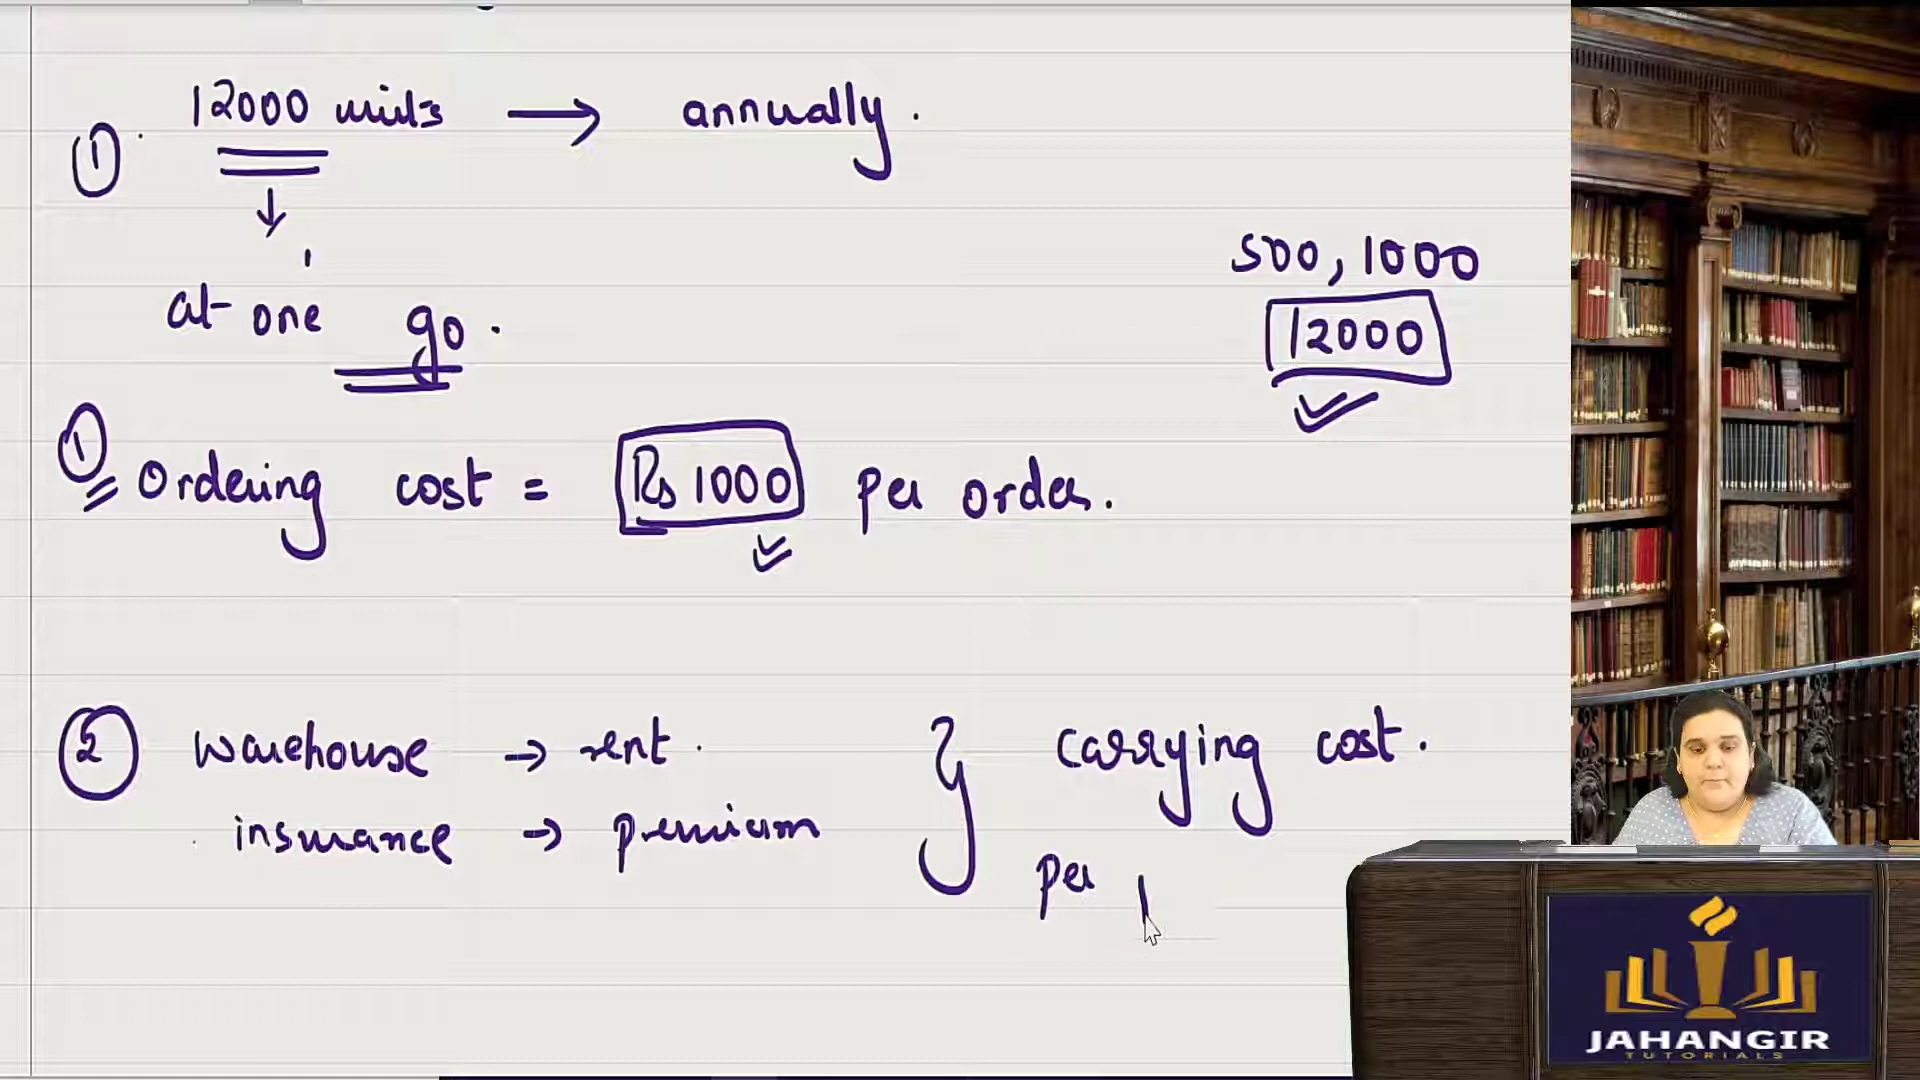 ① 12000 units → annually.
↓
at one go.
500, 1000
12000
① Ordering cost = Rs 1000 per order.
② Warehouse → rent.
insurance → premium
} carrying cost.
per
JAHANGIR
TUTORIALS